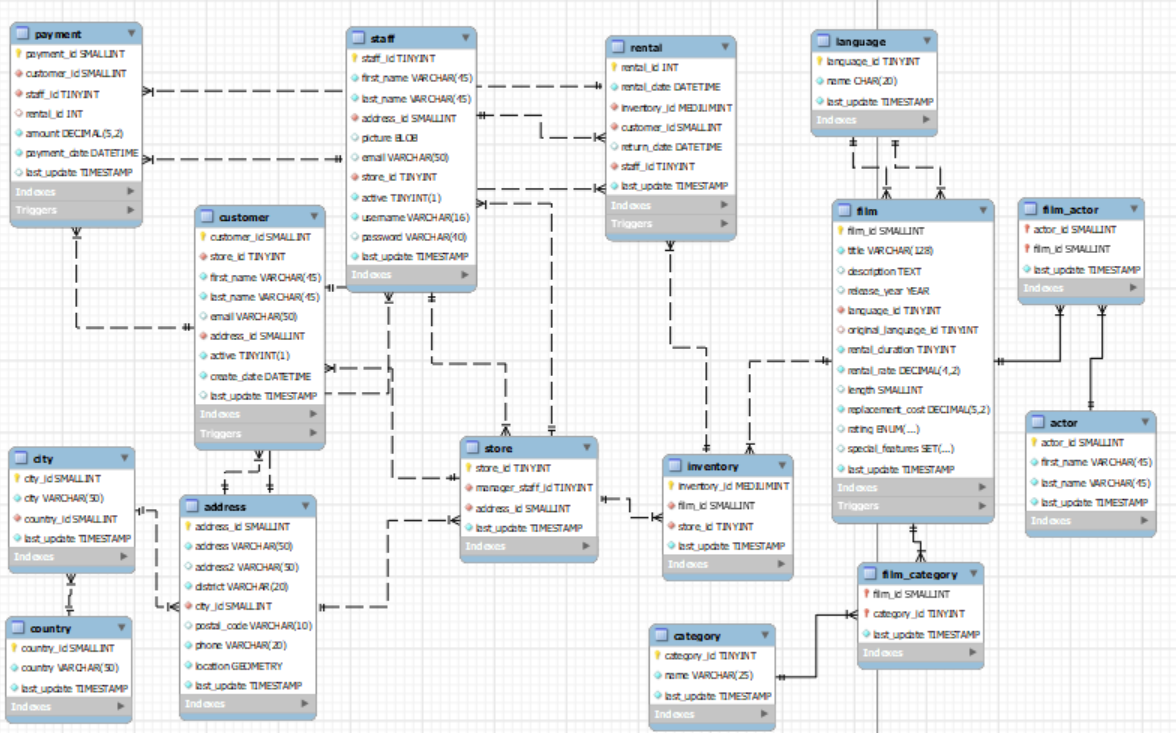 payment
payment_id SMALLINT
customer_id SMALLINT
staff_id TINYINT
rental_id INT
amount DECIMAL(5,2)
payment_date DATETIME
last_update TIMESTAMP
Indexes
Triggers
staff
staff_id TINYINT
first_name VARCHAR(45)
last_name VARCHAR(45)
address_id SMALLINT
picture BLOB
email VARCHAR(50)
store_id TINYINT
active TINYINT(1)
username VARCHAR(16)
password VARCHAR(40)
last_update TIMESTAMP
Indexes
rental
rental_id INT
rental_date DATETIME
inventory_id MEDIUMINT
customer_id SMALLINT
return_date DATETIME
staff_id TINYINT
last_update TIMESTAMP
Indexes
Triggers
language
language_id TINYINT
name CHAR(20)
last_update TIMESTAMP
Indexes
customer
customer_id SMALLINT
store_id TINYINT
first_name VARCHAR(45)
last_name VARCHAR(45)
email VARCHAR(50)
address_id SMALLINT
active TINYINT(1)
create_date DATETIME
last_update TIMESTAMP
Indexes
Triggers
film
film_id SMALLINT
title VARCHAR(128)
description TEXT
release_year YEAR
language_id TINYINT
original_language_id TINYINT
rental_duration TINYINT
rental_rate DECIMAL(4,2)
length SMALLINT
replacement_cost DECIMAL(5,2)
rating ENUM(...)
special_features SET(...)
last_update TIMESTAMP
Indexes
Triggers
film_actor
actor_id SMALLINT
film_id SMALLINT
last_update TIMESTAMP
Indexes
actor
actor_id SMALLINT
first_name VARCHAR(45)
last_name VARCHAR(45)
last_update TIMESTAMP
Indexes
city
city_id SMALLINT
city VARCHAR(50)
country_id SMALLINT
last_update TIMESTAMP
Indexes
address
address_id SMALLINT
address VARCHAR(50)
address2 VARCHAR(50)
district VARCHAR(20)
city_id SMALLINT
postal_code VARCHAR(10)
phone VARCHAR(20)
location GEOMETRY
last_update TIMESTAMP
Indexes
store
store_id TINYINT
manager_staff_id TINYINT
address_id SMALLINT
last_update TIMESTAMP
Indexes
inventory
inventory_id MEDIUMINT
film_id SMALLINT
store_id TINYINT
last_update TIMESTAMP
Indexes
country
country_id SMALLINT
country VARCHAR(50)
last_update TIMESTAMP
Indexes
category
category_id TINYINT
name VARCHAR(25)
last_update TIMESTAMP
Indexes
film_category
film_id SMALLINT
category_id TINYINT
last_update TIMESTAMP
Indexes